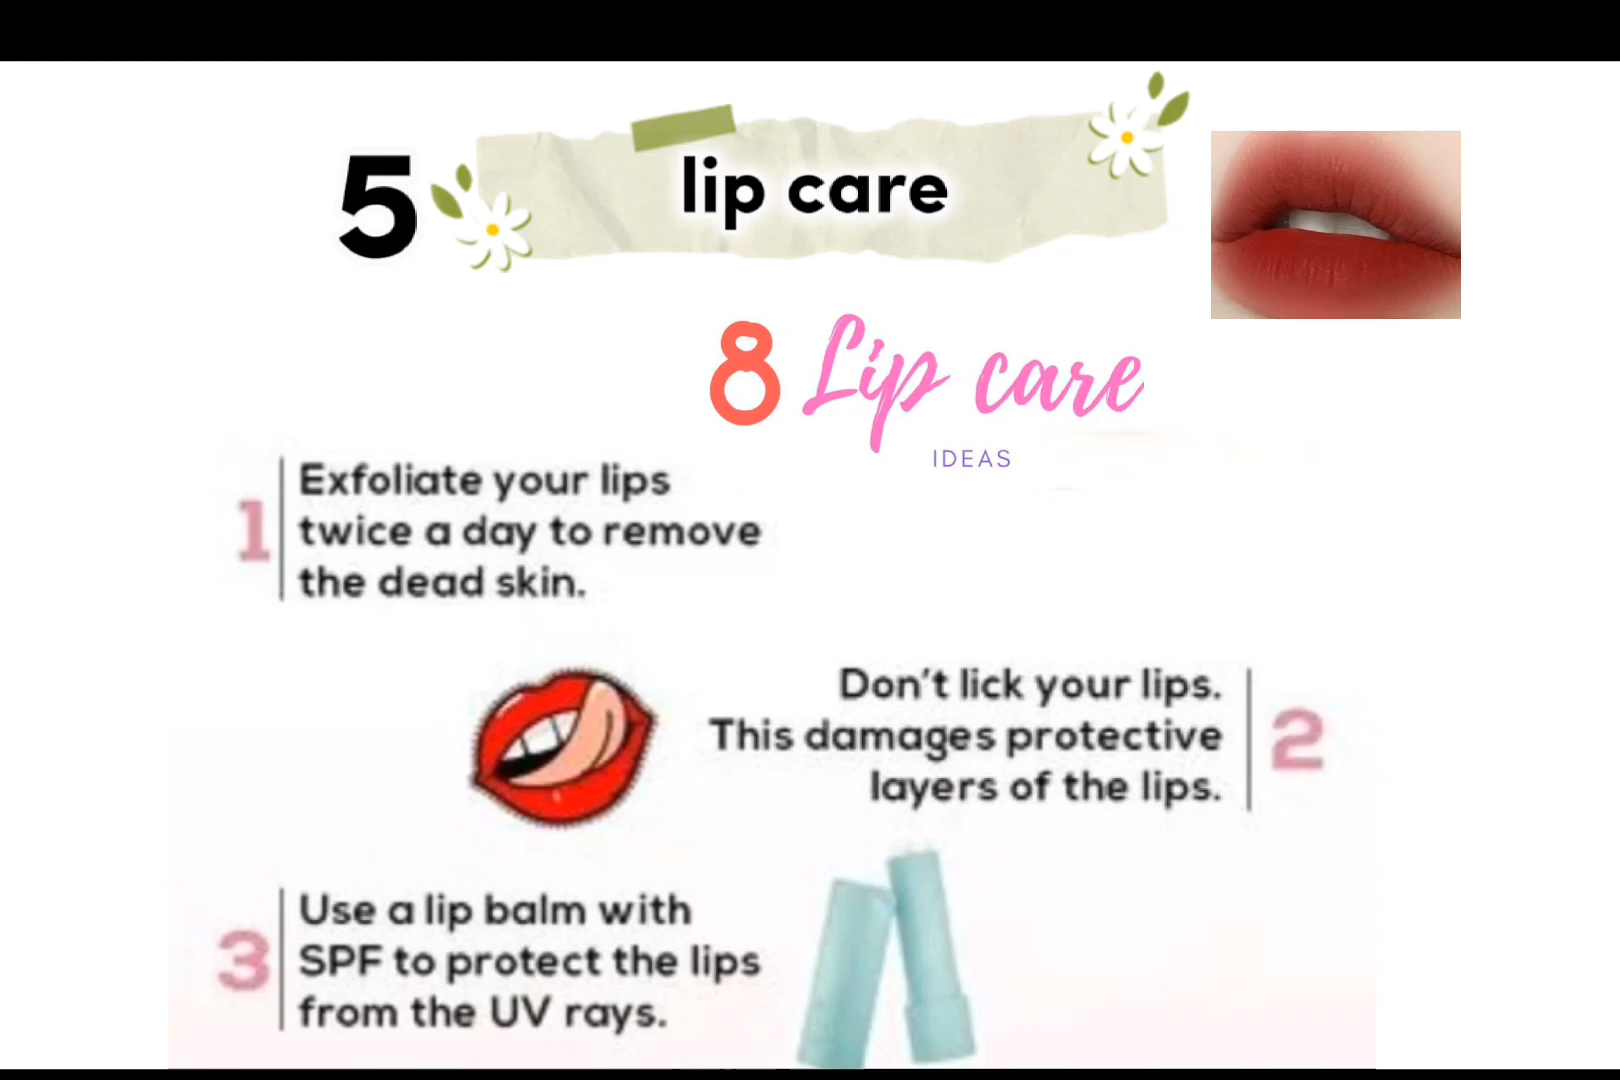 5
lip care
8 Lip care
IDEAS
1
Exfoliate your lips
twice a day to remove
the dead skin.
Don't lick your lips.
This damages protective
layers of the lips.
2
3
Use a lip balm with
SPF to protect the lips
from the UV rays.